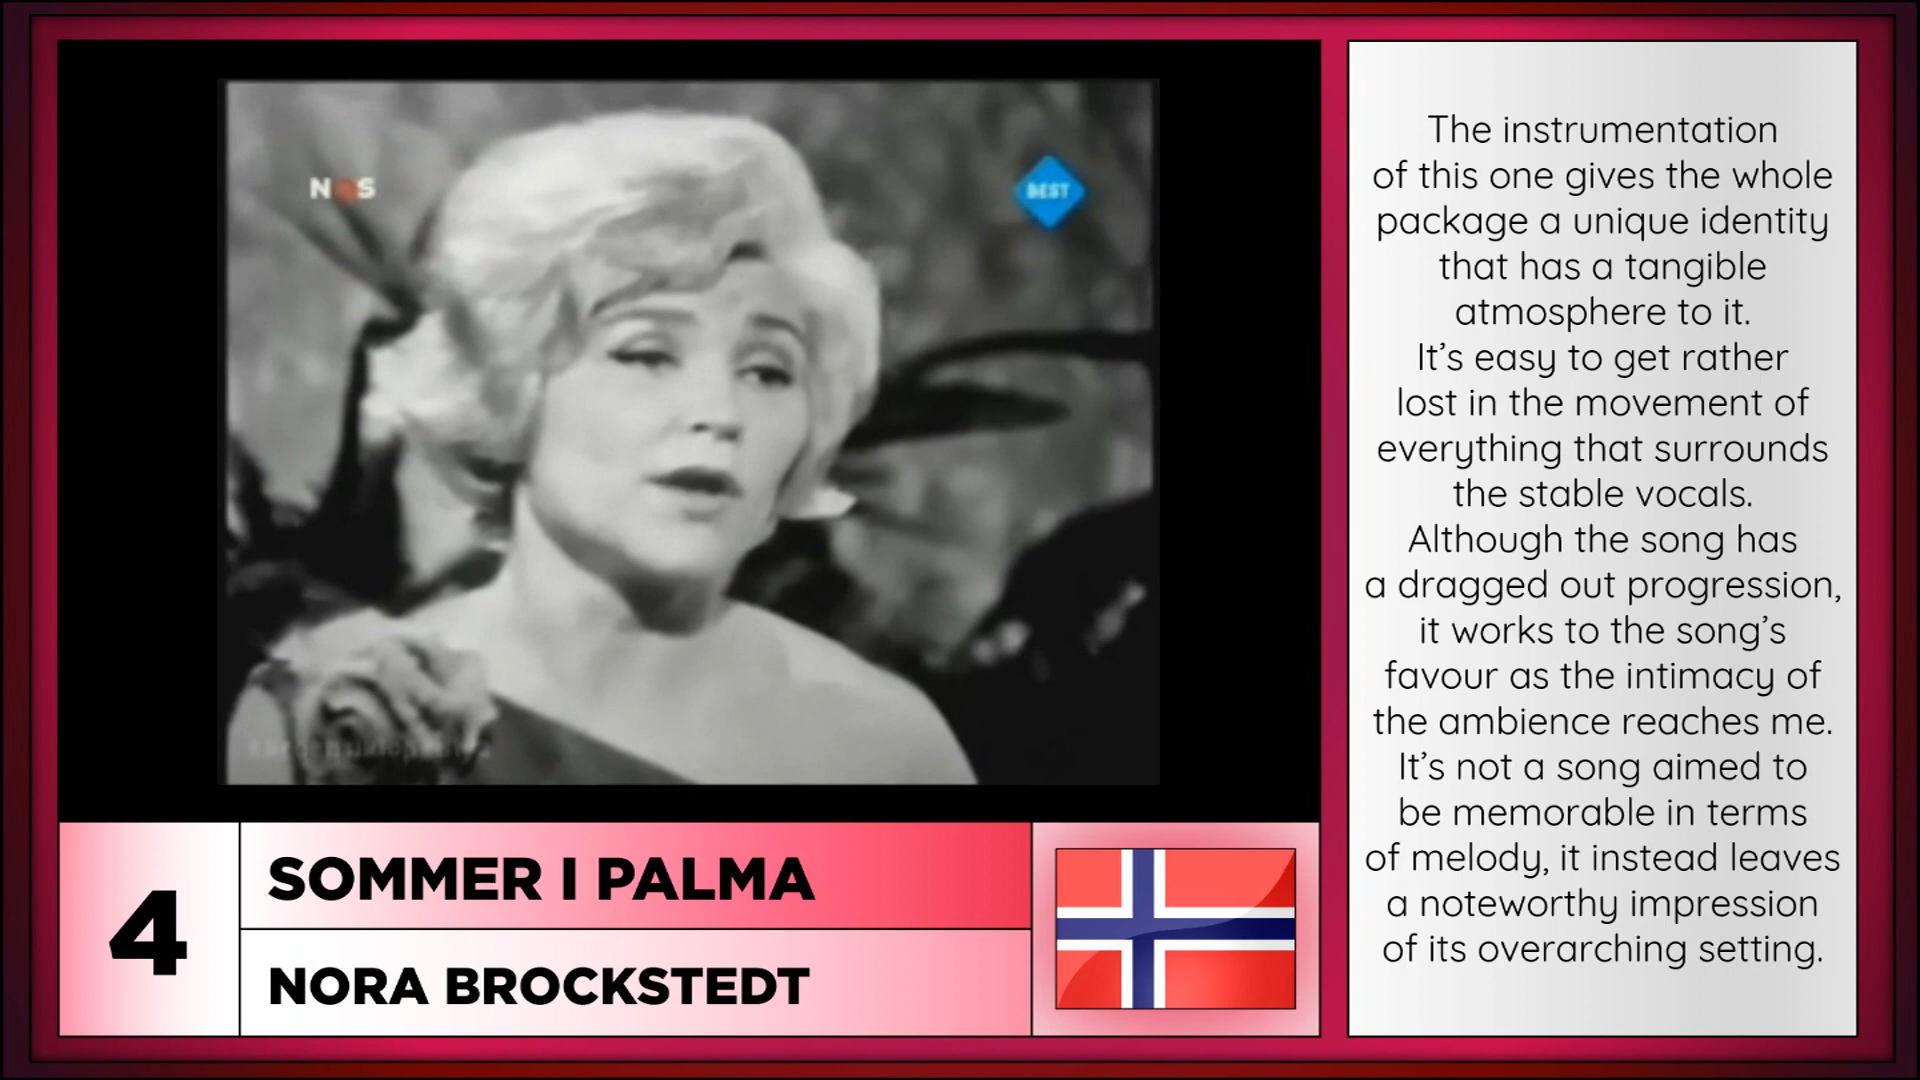 NOS
BEST
4
SOMMER I PALMA
NORA BROCKSTEDT
The instrumentation
of this one gives the whole
package a unique identity
that has a tangible
atmosphere to it.
It’s easy to get rather
lost in the movement of
everything that surrounds
the stable vocals.
Although the song has
a dragged out progression,
it works to the song’s
favour as the intimacy of
the ambience reaches me.
It’s not a song aimed to
be memorable in terms
of melody, it instead leaves
a noteworthy impression
of its overarching setting.